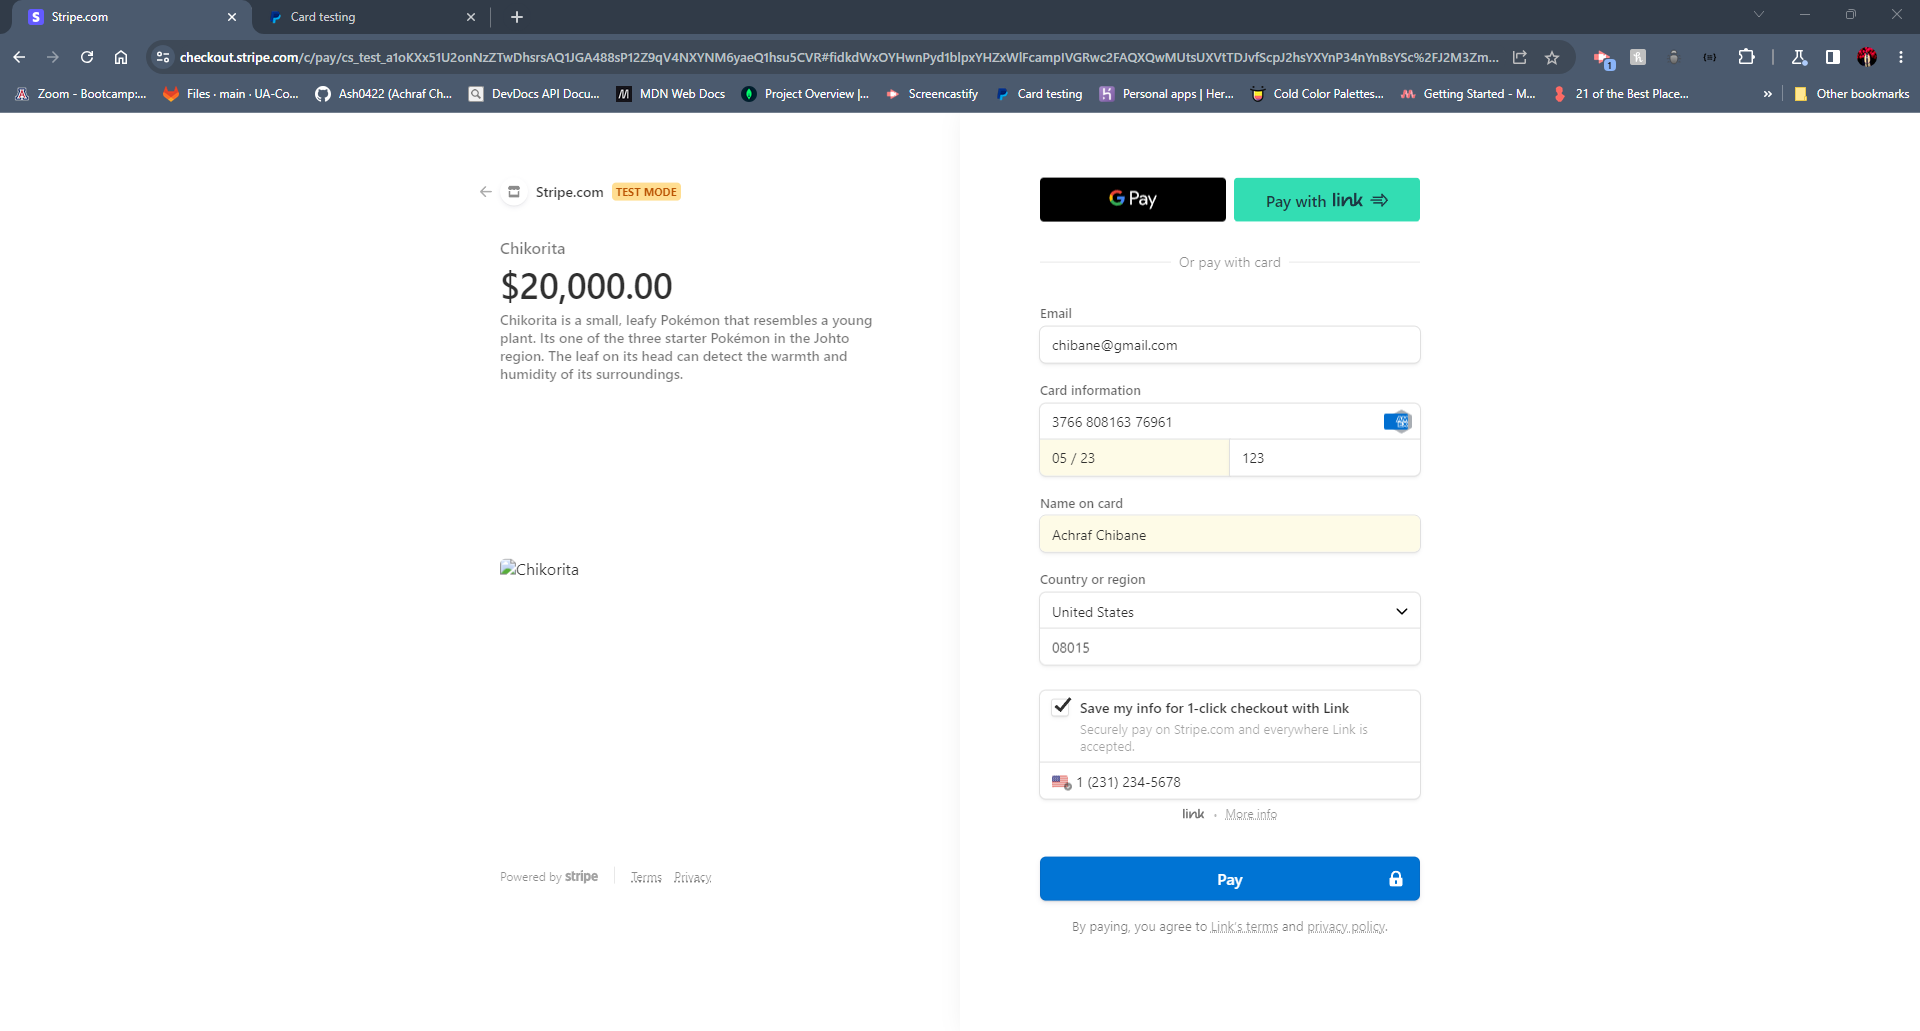 Stripe.com
Card testing
checkout.stripe.com/c/pay/cs_test_a1oKXx51U2onNzZTwDhsrsAQ1JGA488sP12Z9qV4NXYNM6yaeQ1hsu5CVR#fidkdWxOYHwnPyd1blpxYHZxWlFcampIVGRwc2FAQXQwMUtsUXVtTDJvfScpJ2hsYXYnP34nYnBsYSc%2FJ2M3Zm...
1
Zoom - Bootcamp:...
Files · main · UA-Co...
Ash0422 (Achraf Ch...
DevDocs API Docu...
MDN Web Docs
Project Overview |...
Screencastify
Card testing
Personal apps | Her...
Cold Color Palettes...
Getting Started - M...
21 of the Best Place...
»
Other bookmarks
Stripe.com TEST MODE
Chikorita
$20,000.00
Chikorita is a small, leafy Pokémon that resembles a young
plant. Its one of the three starter Pokémon in the Johto
region. The leaf on its head can detect the warmth and
humidity of its surroundings.
Chikorita
Powered by stripe
Terms Privacy
G Pay
Pay with link
Or pay with card
Email
chibane@gmail.com
Card information
3766 808163 76961
05 / 23
123
Name on card
Achraf Chibane
Country or region
United States
08015
Save my info for 1-click checkout with Link
Securely pay on Stripe.com and everywhere Link is
accepted.
1 (231) 234-5678
link • More info
Pay
By paying, you agree to Link's terms and privacy policy.